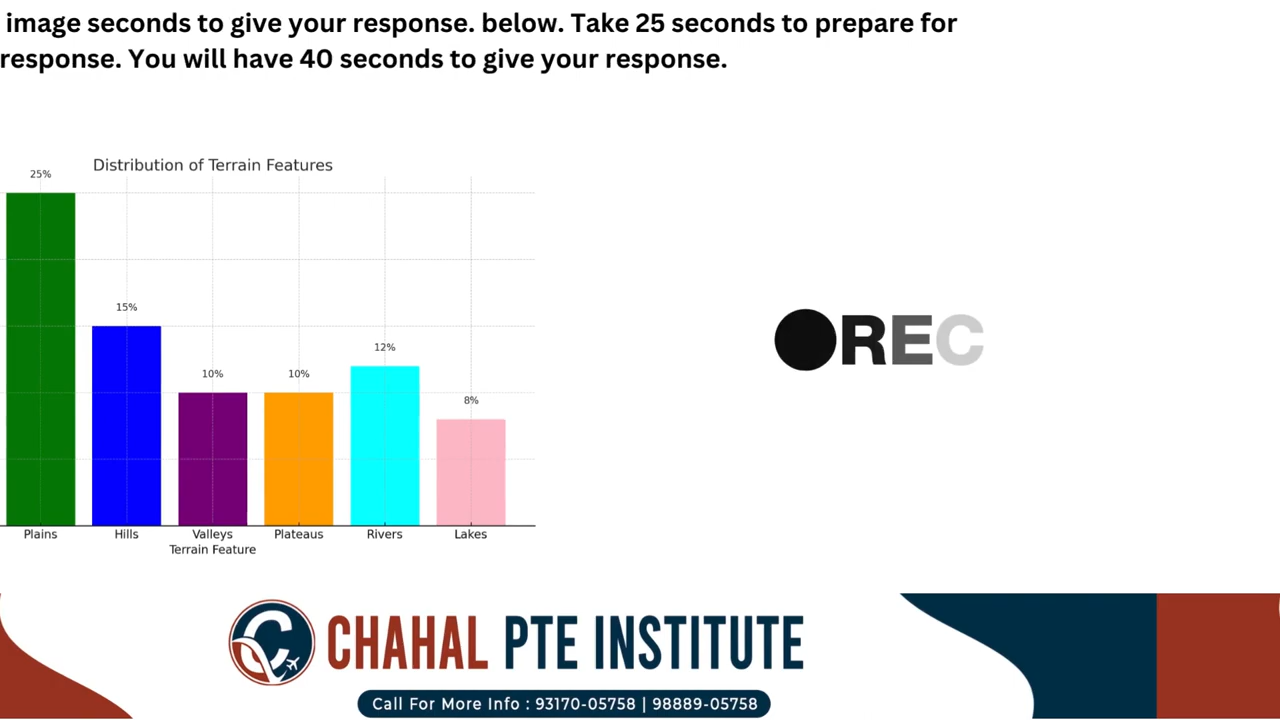 image seconds to give your response. below. Take 25 seconds to prepare for
response. You will have 40 seconds to give your response.
Distribution of Terrain Features
25%
15%
10%
10%
12%
8%
Plains
Hills
Valleys
Plateaus
Rivers
Lakes
Terrain Feature
REC
CHAHAL PTE INSTITUTE
Call For More Info : 93170-05758 | 98889-05758